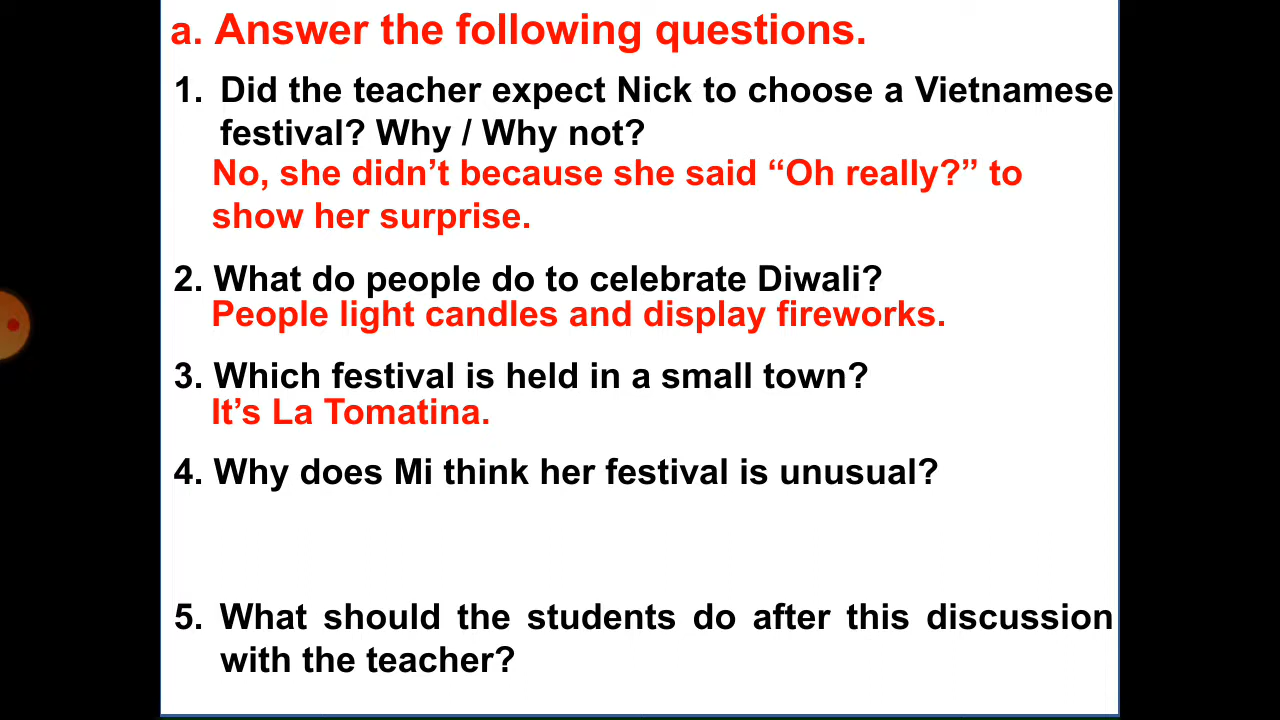 a. Answer the following questions.
1. Did the teacher expect Nick to choose a Vietnamese
festival? Why / Why not?
No, she didn’t because she said “Oh really?” to
show her surprise.
2. What do people do to celebrate Diwali?
People light candles and display fireworks.
3. Which festival is held in a small town?
It’s La Tomatina.
4. Why does Mi think her festival is unusual?
5. What should the students do after this discussion
with the teacher?